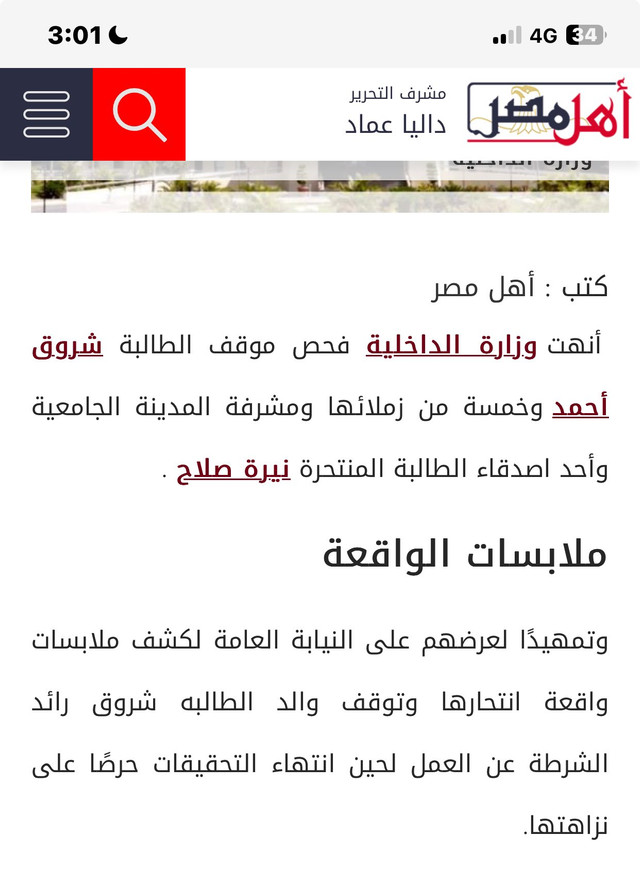 3:01
4G 34
مشرف التحرير
داليا عماد
أهل مصر
وزارة الداخلية
كتب : أهل مصر
أنهت وزارة الداخلية فحص موقف الطالبة شروق
أحمد وخمسة من زملائها ومشرفة المدينة الجامعية
وأحد اصدقاء الطالبة المنتحرة نيرة صلاح .
ملابسات الواقعة
وتمهيدًا لعرضهم على النيابة العامة لكشف ملابسات
واقعة انتحارها وتوقف والد الطالبه شروق رائد
الشرطة عن العمل لحين انتهاء التحقيقات حرصًا على
نزاهتها.